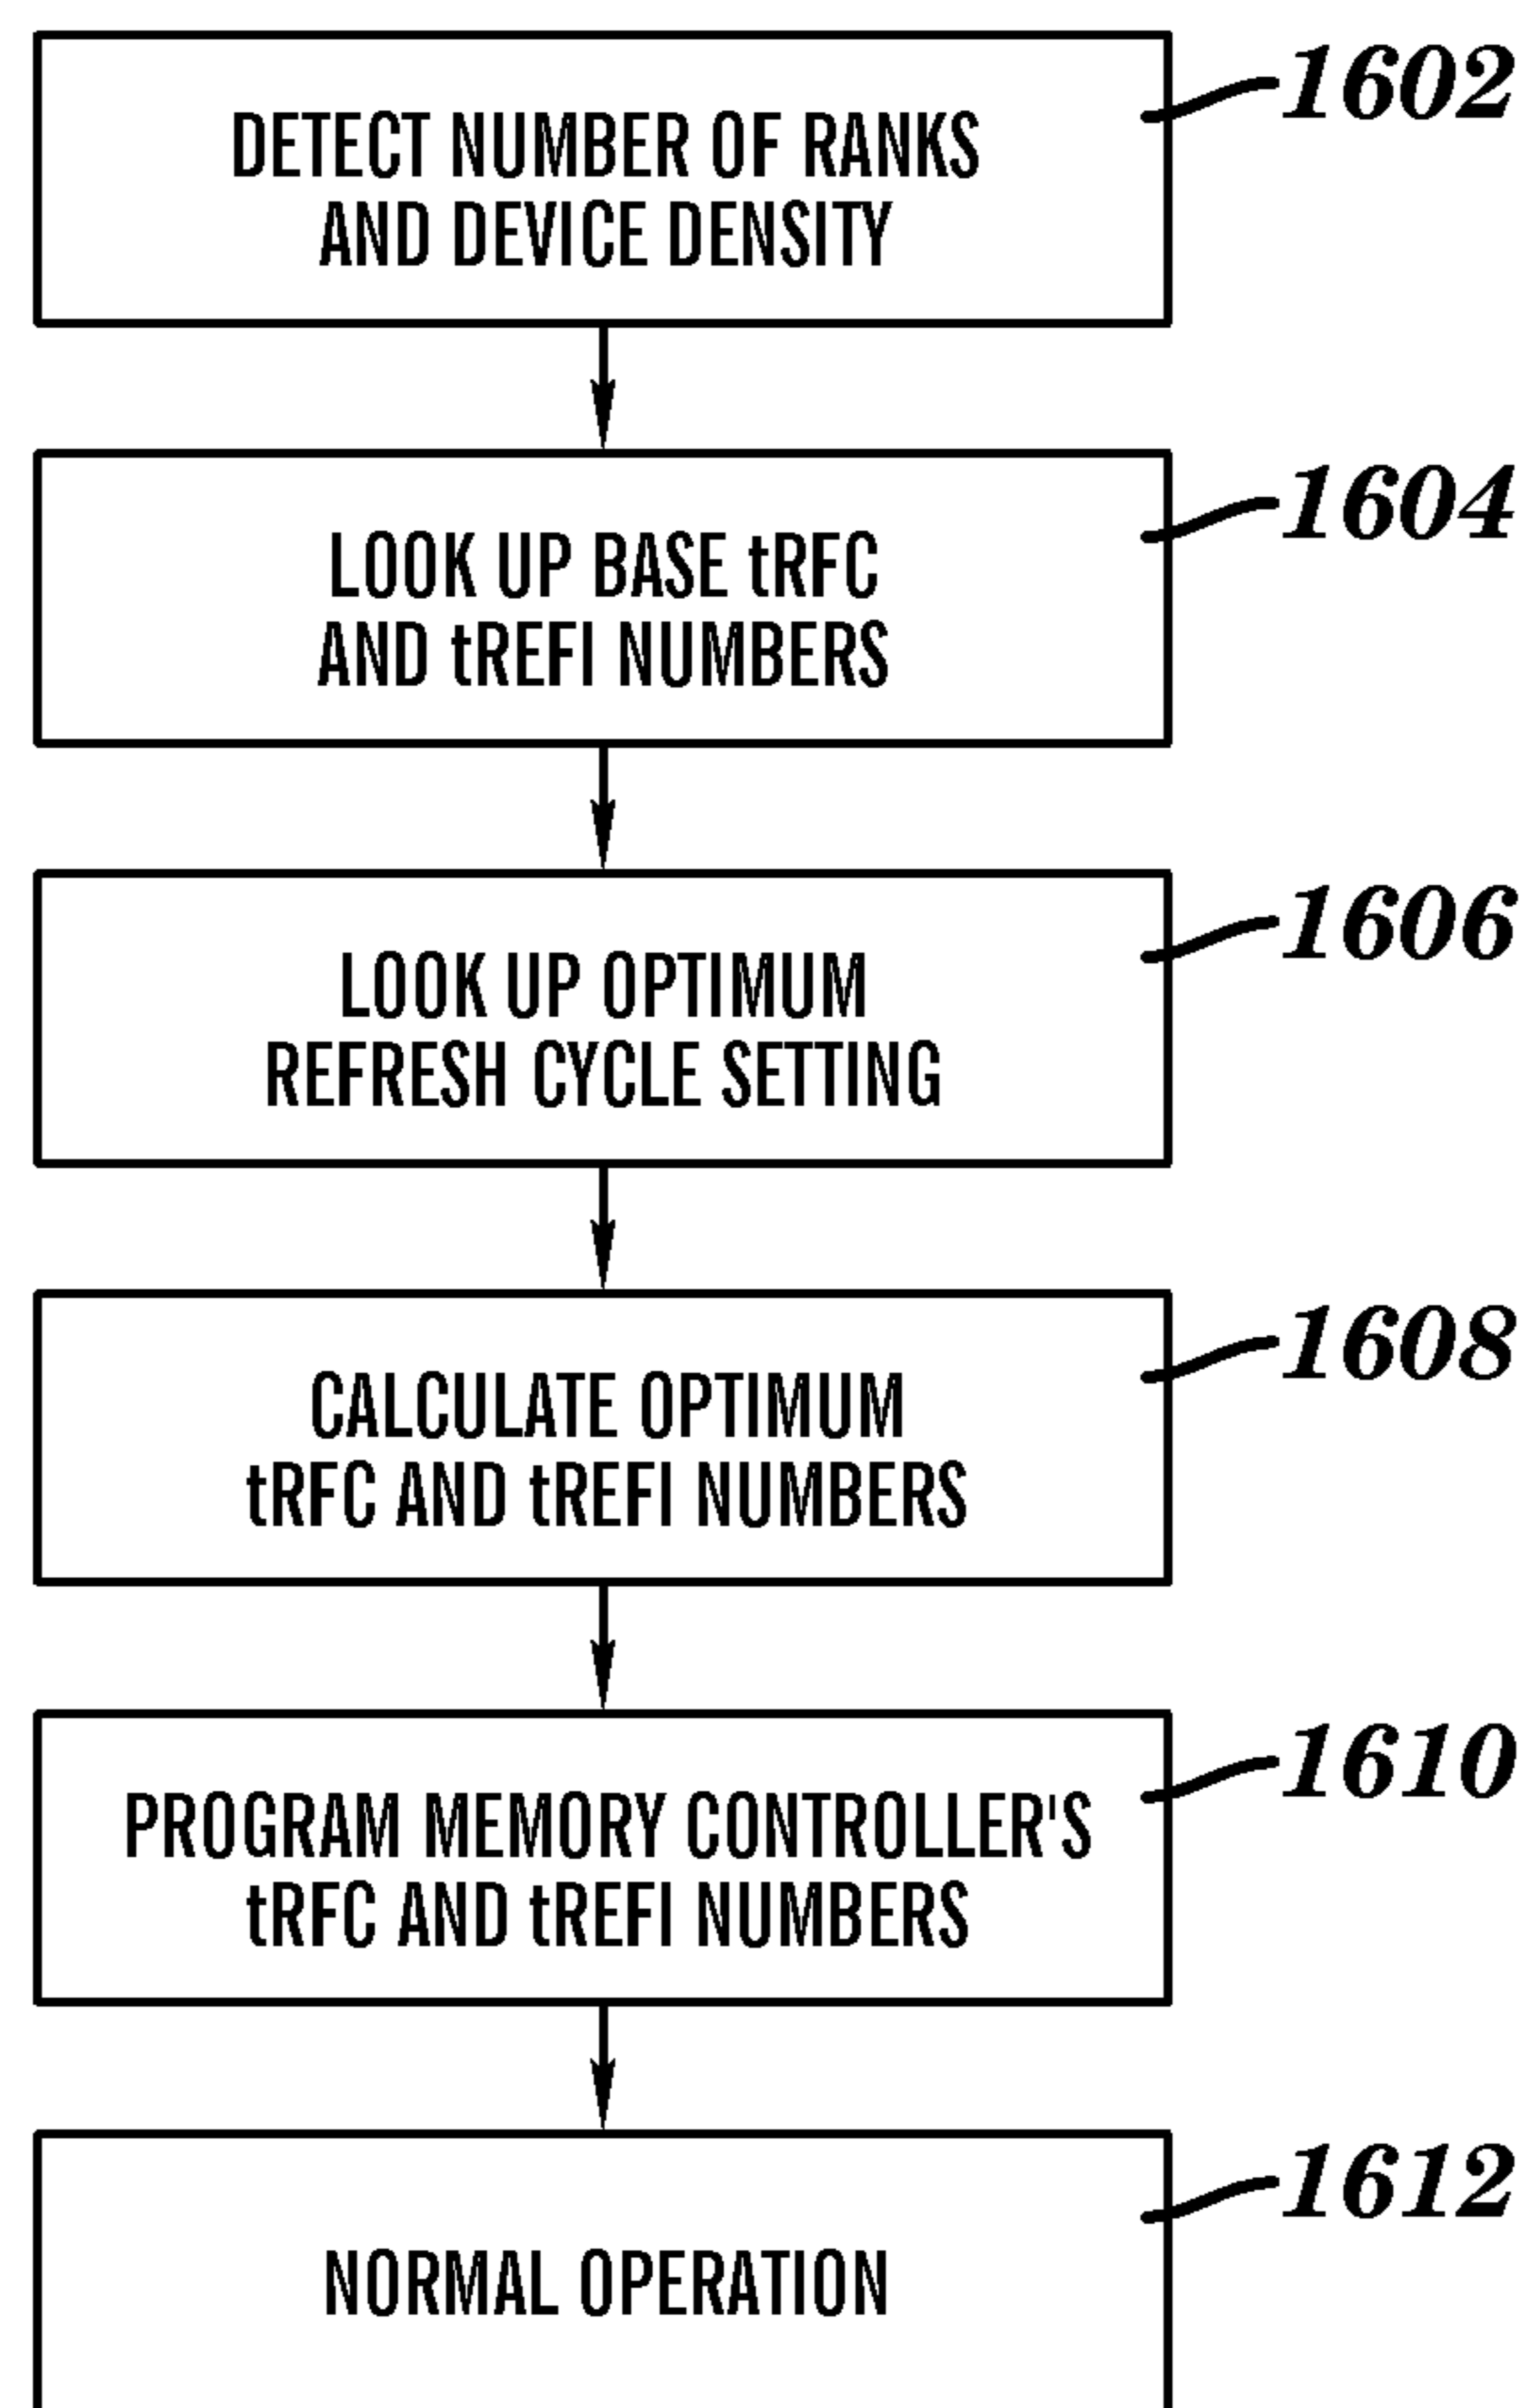 1602
DETECT NUMBER OF RANKS
AND DEVICE DENSITY
1604
LOOK UP BASE tRFC
AND tREFI NUMBERS
1606
LOOK UP OPTIMUM
REFRESH CYCLE SETTING
1608
CALCULATE OPTIMUM
tRFC AND tREFI NUMBERS
1610
PROGRAM MEMORY CONTROLLER'S
tRFC AND tREFI NUMBERS
1612
NORMAL OPERATION